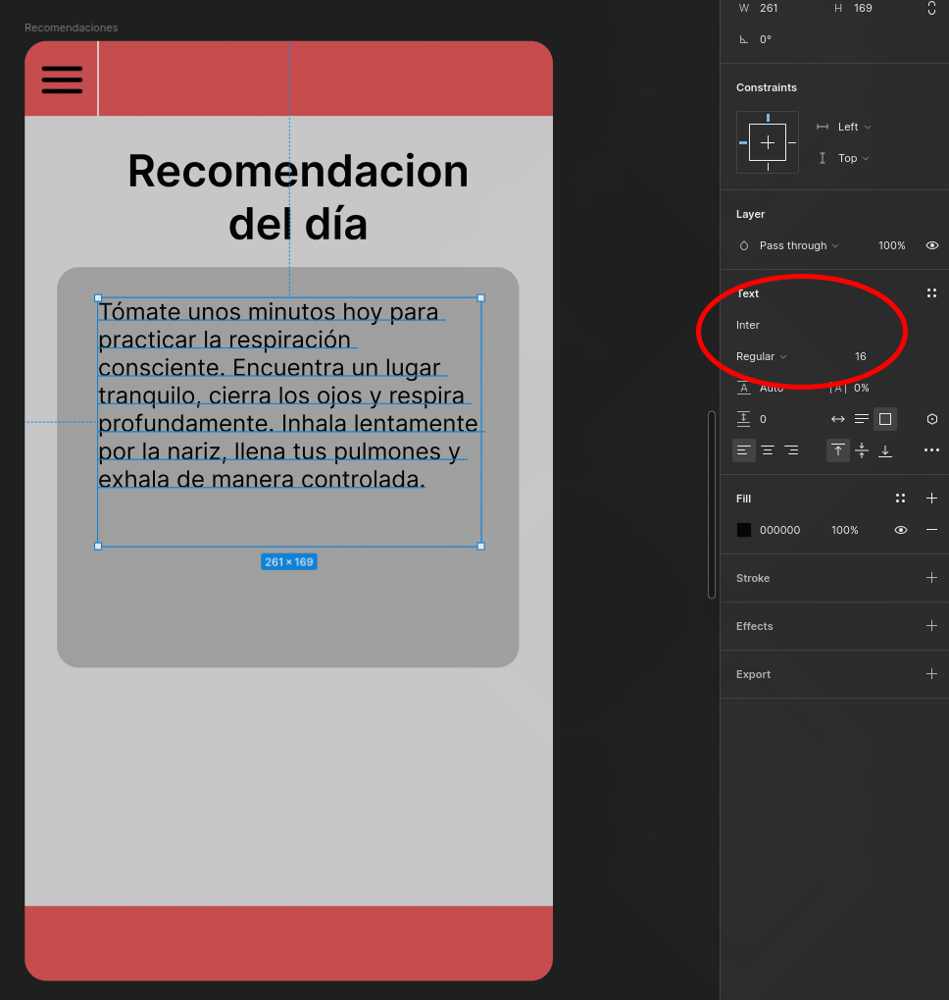 Recomendaciones
Recomendacion
del día
Tómate unos minutos hoy para
practicar la respiración
consciente. Encuentra un lugar
tranquilo, cierra los ojos y respira
profundamente. Inhala lentamente
por la nariz, llena tus pulmones y
exhala de manera controlada.
261 × 169
W 261 H 169
0°
Constraints
Left
Top
Layer
Pass through 100%
Text
Inter
Regular 16
A Auto |A| 0%
0
Fill
000000 100%
Stroke
Effects
Export